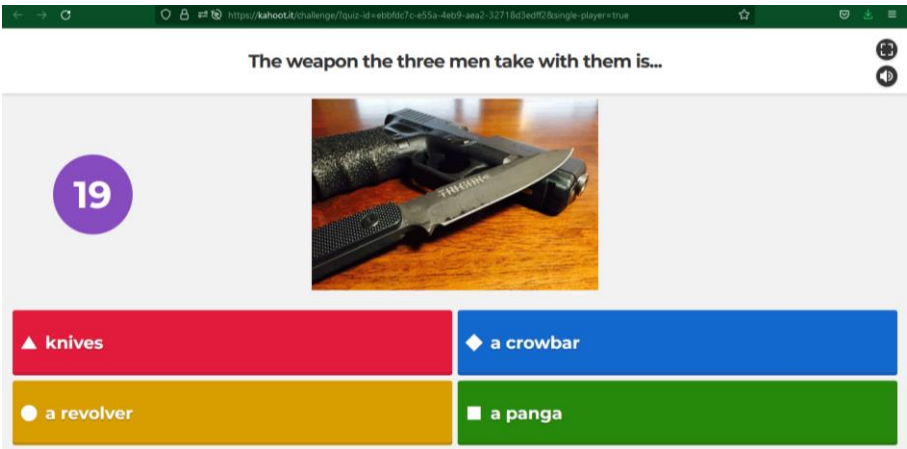 https://kahoot.it/challenge/?quiz-id=ebbfdc7c-e55a-4eb9-aea2-32718d3edff2&single-player=true
The weapon the three men take with them is...
19
knives
a crowbar
a revolver
a panga